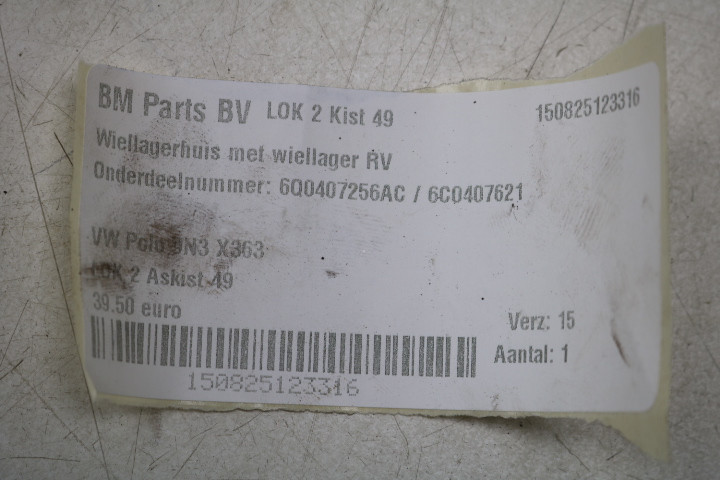 BM Parts BV LOK 2 Kist 49 150825123316
Wiellagerhuis met wiellager RV
Onderdeelnummer: 6Q0407256AC / 6C0407621
VW Polo X363
LOK 2 Askist 49
39.50 euro
Verz: 15
Aantal: 1
150825123316